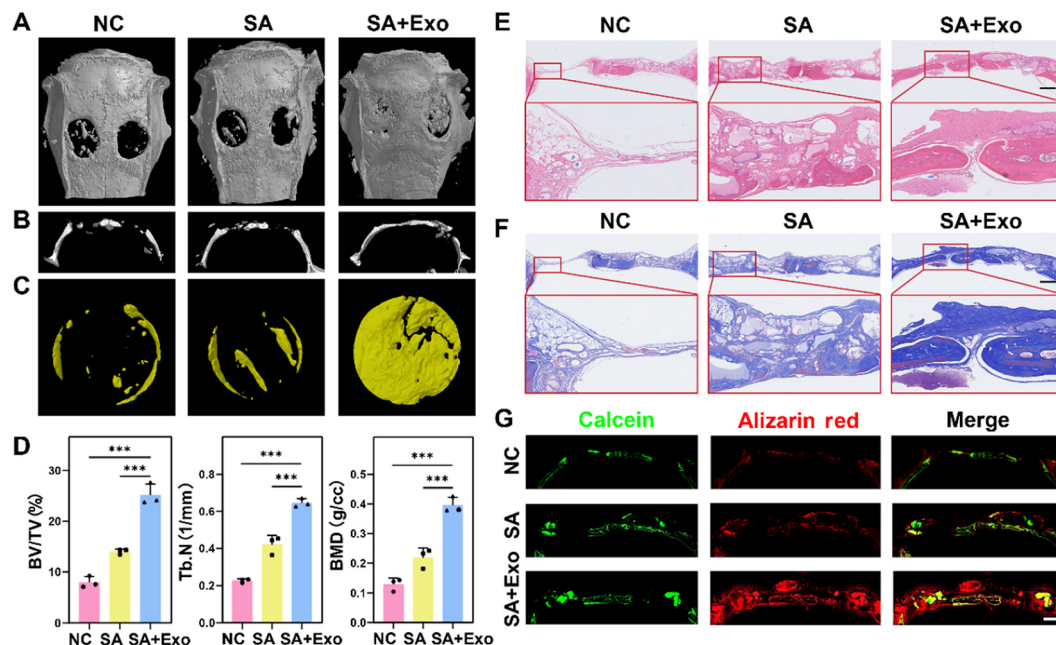 A NC SA SA+Exo
B
C
D
BV/TV (%)
30
20
10
0
***
***
NC SA SA+Exo
Tb.N (1/mm)
1.0
0.8
0.6
0.4
0.2
0.0
***
***
NC SA SA+Exo
BMD (g/cc)
0.6
0.4
0.2
0.0
***
***
NC SA SA+Exo
E NC SA SA+Exo
F NC SA SA+Exo
G Calcein Alizarin red Merge
NC
SA
SA+Exo